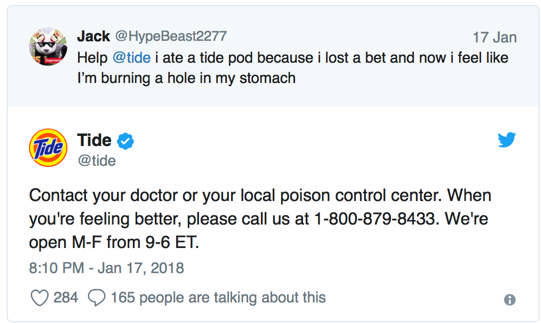 Jack @HypeBeast2277 17 Jan
Help @tide i ate a tide pod because i lost a bet and now i feel like
I'm burning a hole in my stomach
Tide
Tide
@tide
Contact your doctor or your local poison control center. When
you're feeling better, please call us at 1-800-879-8433. We're
open M-F from 9-6 ET.
8:10 PM - Jan 17, 2018
284 165 people are talking about this